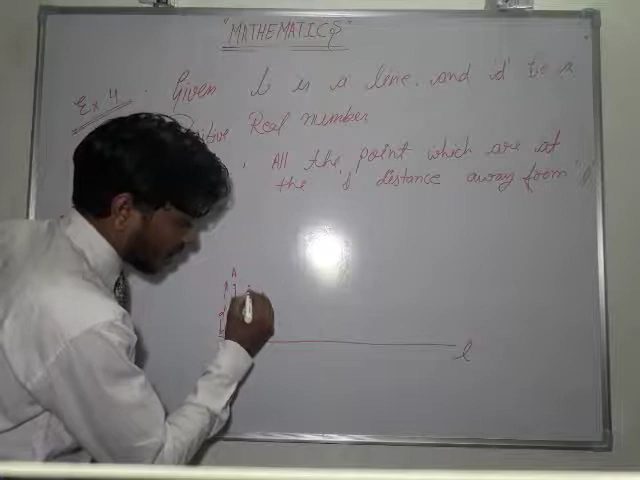 "MATHEMATICS"
Ex 4. Given l is a line, and 'd' be a
Positive Real number
All the point which are at
the 'd' distance away from 'l'
A
l